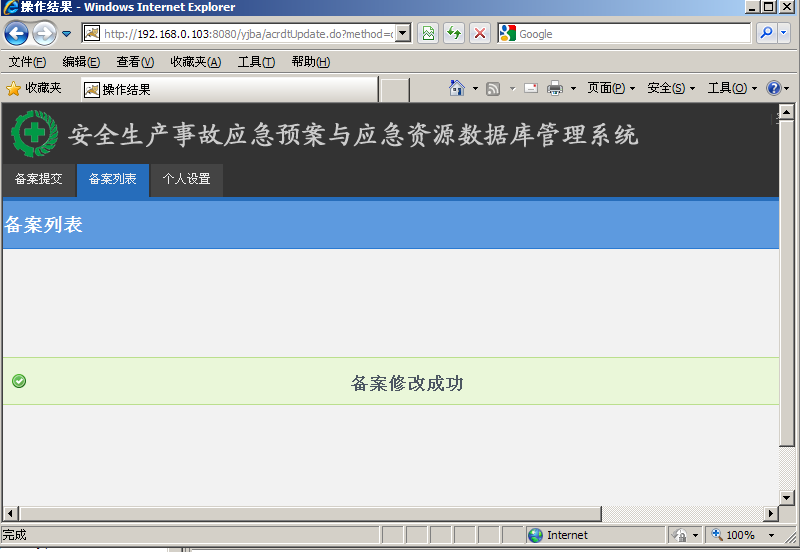 操作结果 - Windows Internet Explorer
http://192.168.0.103:8080/yjba/acrdtUpdate.do?method=
Google
文件(F) 编辑(E) 查看(V) 收藏夹(A) 工具(T) 帮助(H)
收藏夹 操作结果 页面(P) 安全(S) 工具(O)
安全生产事故应急预案与应急资源数据库管理系统
备案提交 备案列表 个人设置
备案列表
备案修改成功
完成 Internet 100%